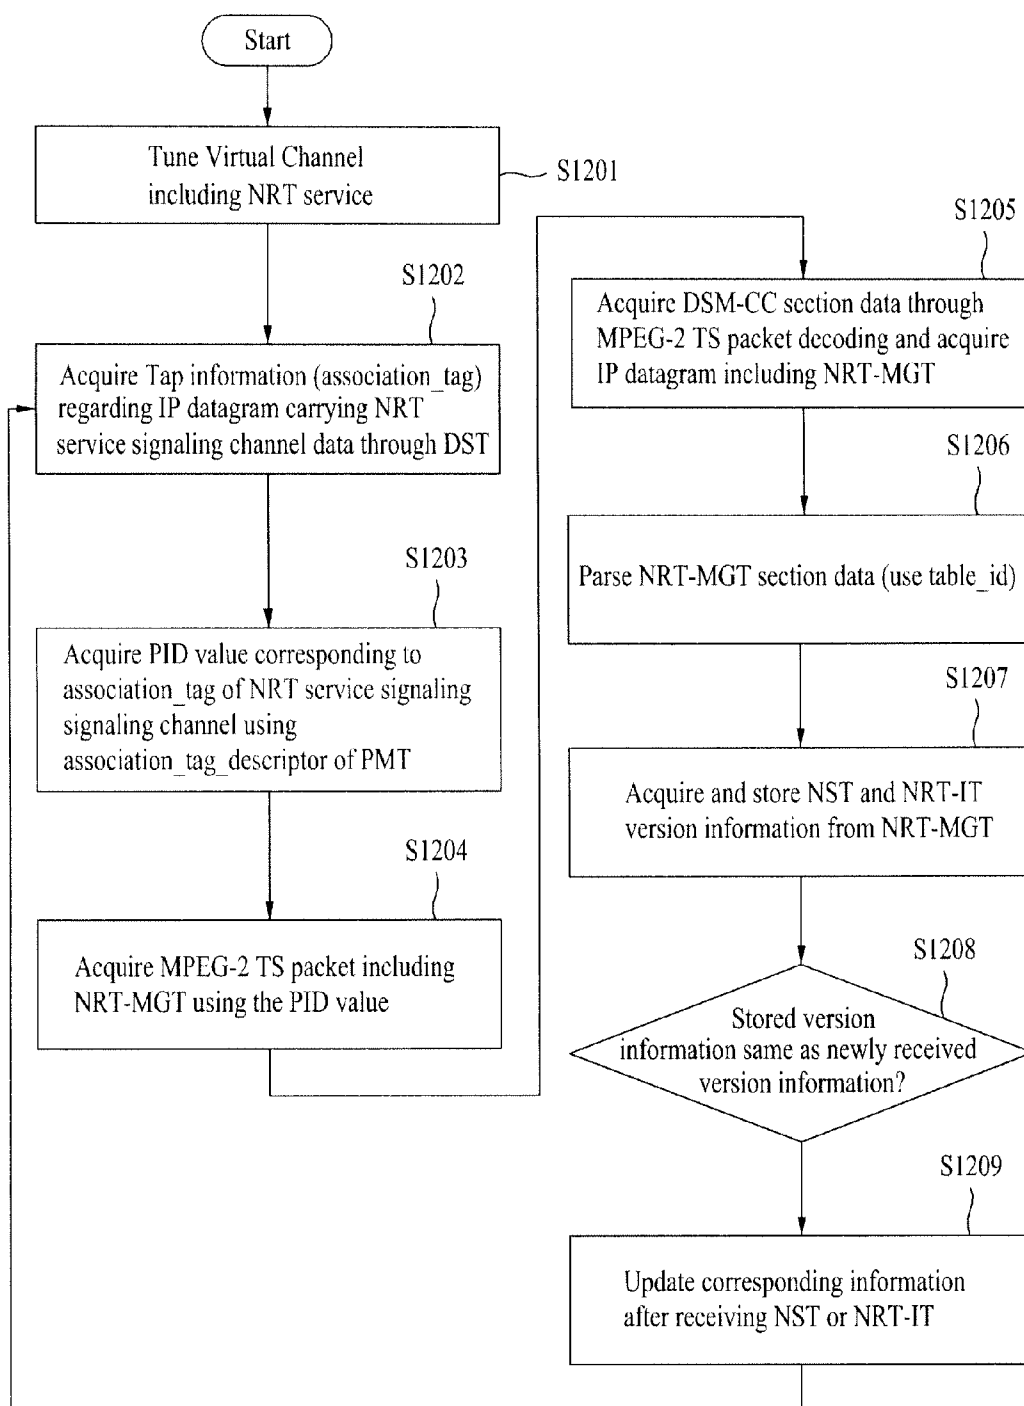 Start
Tune Virtual Channel
including NRT service
S1201
S1202
Acquire Tap information (association_tag)
regarding IP datagram carrying NRT
service signaling channel data through DST
S1203
Acquire PID value corresponding to
association_tag of NRT service signaling
signaling channel using
association_tag_descriptor of PMT
S1204
Acquire MPEG-2 TS packet including
NRT-MGT using the PID value
S1205
Acquire DSM-CC section data through
MPEG-2 TS packet decoding and acquire
IP datagram including NRT-MGT
S1206
Parse NRT-MGT section data (use table_id)
S1207
Acquire and store NST and NRT-IT
version information from NRT-MGT
S1208
Stored version
information same as newly received
version information?
S1209
Update corresponding information
after receiving NST or NRT-IT